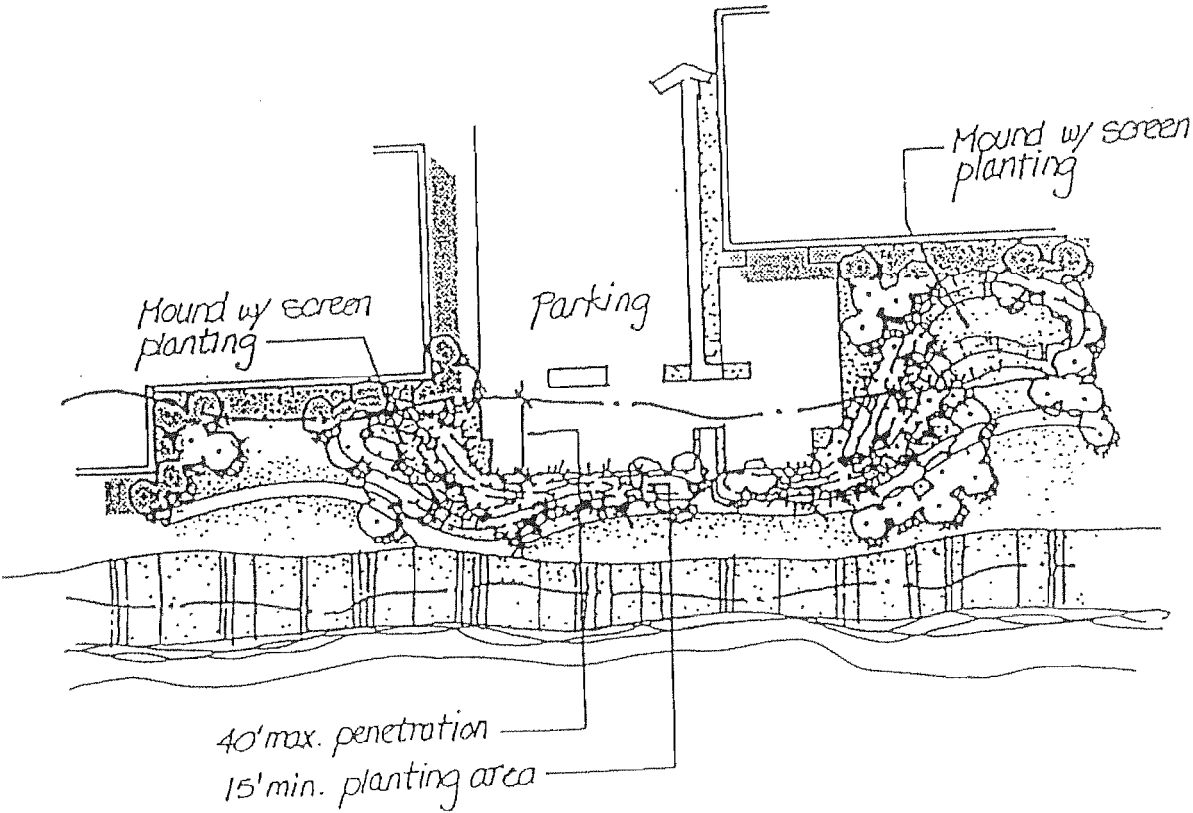 Mound w/ screen
planting
Mound w/ screen
planting
Parking
40' max. penetration
15' min. planting area